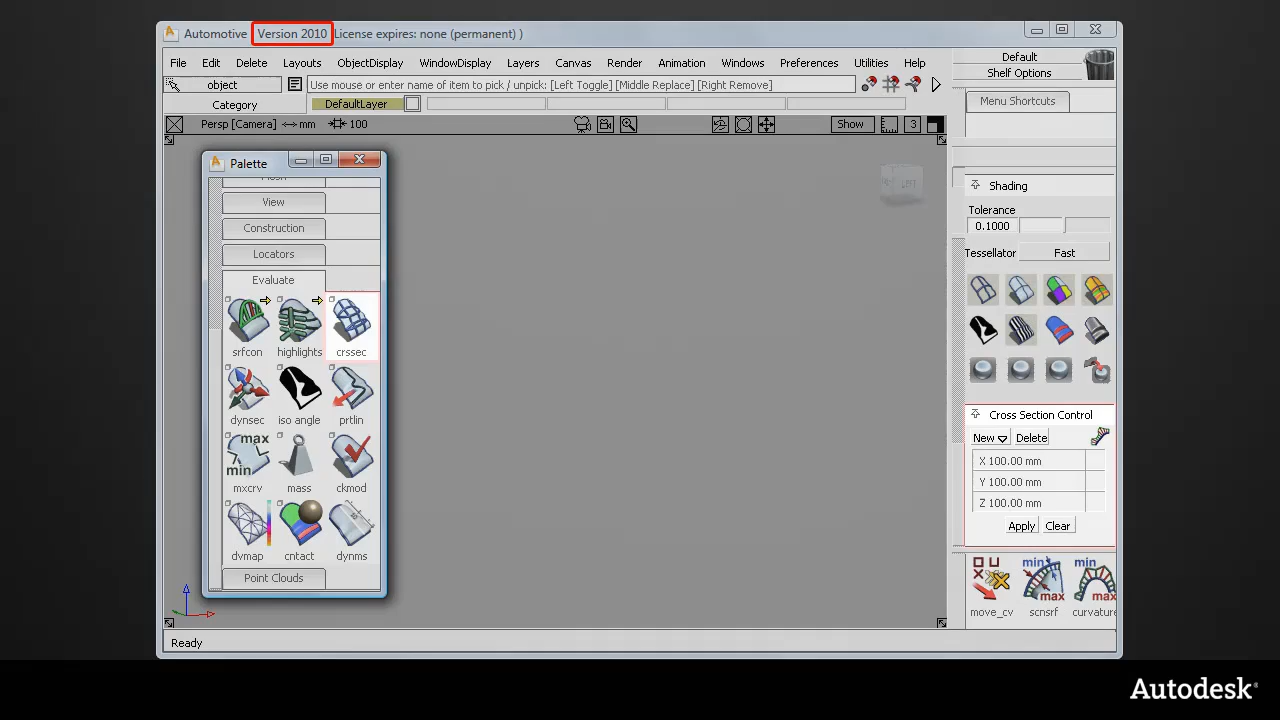 Automotive Version 2010 License expires: none (permanent) )
File Edit Delete Layouts ObjectDisplay WindowDisplay Layers Canvas Render Animation Windows Preferences Utilities Help
Default
Shelf Options
object Use mouse or enter name of item to pick / unpick: [Left Toggle] [Middle Replace] [Right Remove]
Category DefaultLayer
Menu Shortcuts
Persp [Camera] mm 100 Show 3
Palette
View
Construction
Locators
Evaluate
srfcon highlights crssec
dynsec iso angle prtlin
max
min
mxcrv mass ckmod
dvmap cntact dynms
Point Clouds
Shading
Tolerance
0.1000
Tessellator Fast
Cross Section Control
New Delete
X 100.00 mm
Y 100.00 mm
Z 100.00 mm
Apply Clear
min min
max max
move_cv scnsrf curvature
Ready
Autodesk